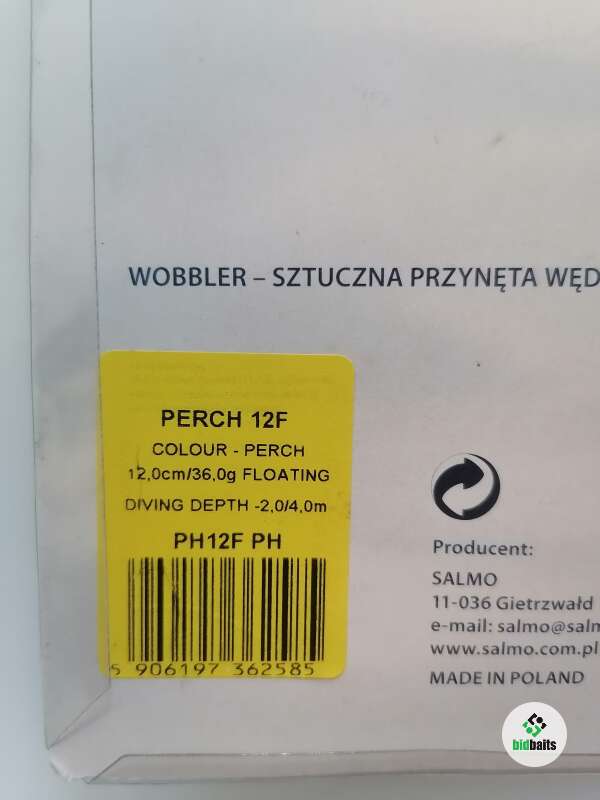 WOBBLER – SZTUCZNA PRZYNĘTA WĘD
PERCH 12F
COLOUR - PERCH
12,0cm/36,0g FLOATING
DIVING DEPTH -2,0/4,0m
PH12F PH
5 906197 362585
Producent:
SALMO
11-036 Gietrzwałd
e-mail: salmo@salm
www.salmo.com.pl
MADE IN POLAND
bidbaits